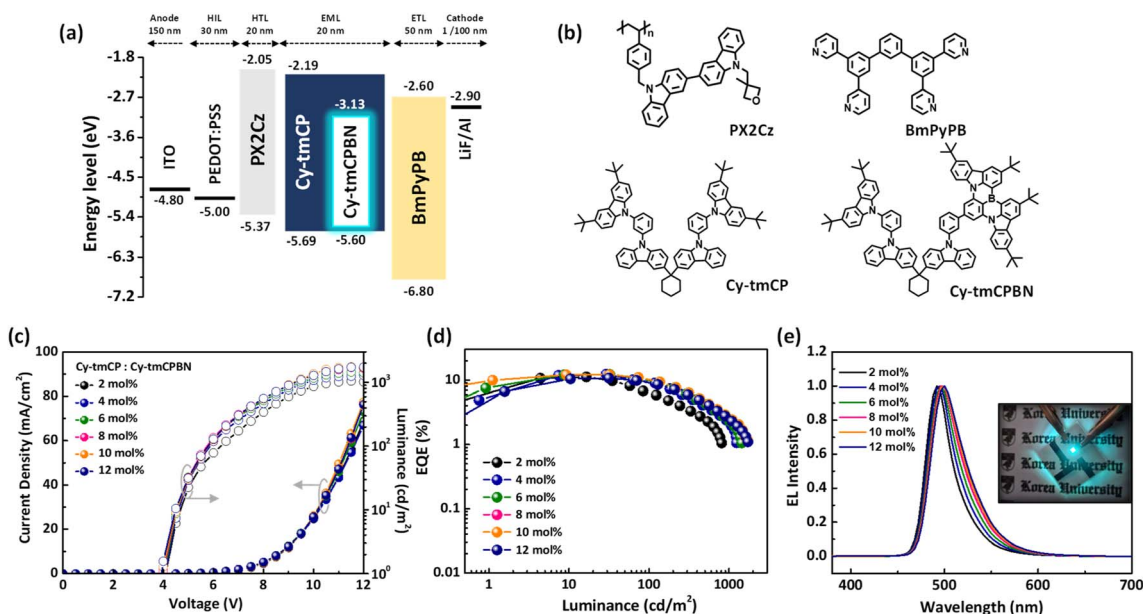 (a)
Anode HIL HTL EML ETL Cathode
150 nm 30 nm 20 nm 20 nm 50 nm 1 /100 nm
Energy level (eV)
-1.8
-2.7
-3.6
-4.5
-5.4
-6.3
-7.2
ITO
-4.80
PEDOT:PSS
-5.00
-2.05
PX2Cz
-5.37
-2.19
Cy-tmCP
-5.69
-3.13
Cy-tmCPBN
-5.60
-2.60
BmPyPB
-6.80
-2.90
LiF/Al
(b)
n
N
N
O
PX2Cz
N
N
N
N
BmPyPB
N
N
N
N
Cy-tmCP
N
N
N
N
B
N
Cy-tmCPBN
(c)
Current Density (mA/cm2)
100
90
80
70
60
50
40
30
20
10
0
Cy-tmCP : Cy-tmCPBN
2 mol%
4 mol%
6 mol%
8 mol%
10 mol%
12 mol%
10³
10²
10¹
10⁰
Luminance (cd/m²)
0 2 4 6 8 10 12
Voltage (V)
(d)
EQE (%)
10
1
0.1
0.01
2 mol%
4 mol%
6 mol%
8 mol%
10 mol%
12 mol%
1 10 100 1000
Luminance (cd/m²)
(e)
EL Intensity
1.2
1.0
0.8
0.6
0.4
0.2
0.0
2 mol%
4 mol%
6 mol%
8 mol%
10 mol%
12 mol%
Korea University
Korea University
Korea University
Korea University
400 500 600 700
Wavelength (nm)